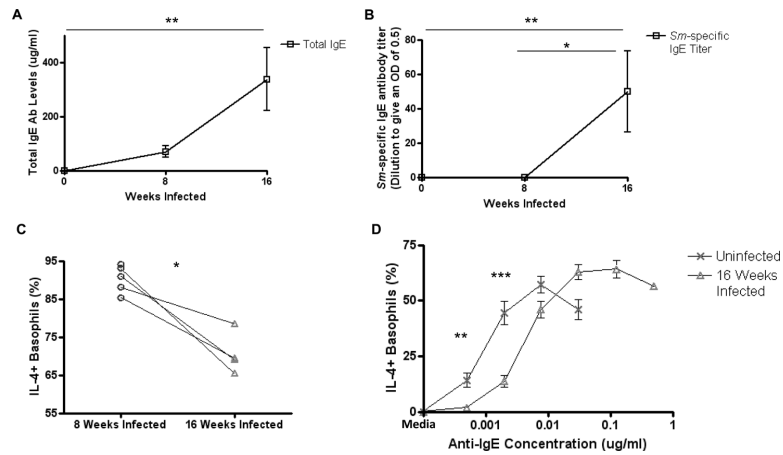 A
**
Total IgE
Total IgE Ab Levels (ug/ml)
400
200
0
0
8
16
Weeks Infected
B
**
*
Sm-specific
IgE Titer
Sm-specific IgE antibody titer
(Dilution to give an OD of 0.5)
80
60
40
20
0
0
8
16
Weeks Infected
C
*
IL-4+ Basophils (%)
95
85
75
65
55
8 Weeks Infected
16 Weeks Infected
D
**
***
Uninfected
16 Weeks
Infected
IL-4+ Basophils (%)
75
50
25
0
Media
0.001
0.01
0.1
1
Anti-IgE Concentration (ug/ml)